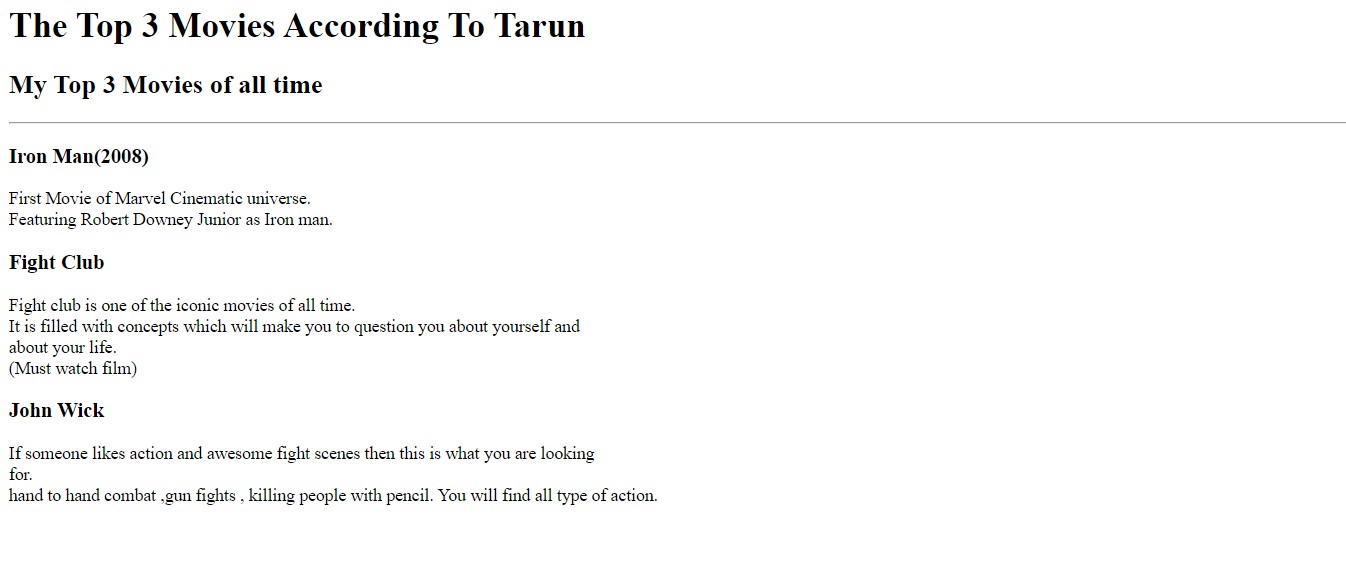 The Top 3 Movies According To Tarun
My Top 3 Movies of all time
Iron Man(2008)
First Movie of Marvel Cinematic universe.
Featuring Robert Downey Junior as Iron man.
Fight Club
Fight club is one of the iconic movies of all time.
It is filled with concepts which will make you to question you about yourself and
about your life.
(Must watch film)
John Wick
If someone likes action and awesome fight scenes then this is what you are looking
for.
hand to hand combat ,gun fights , killing people with pencil. You will find all type of action.